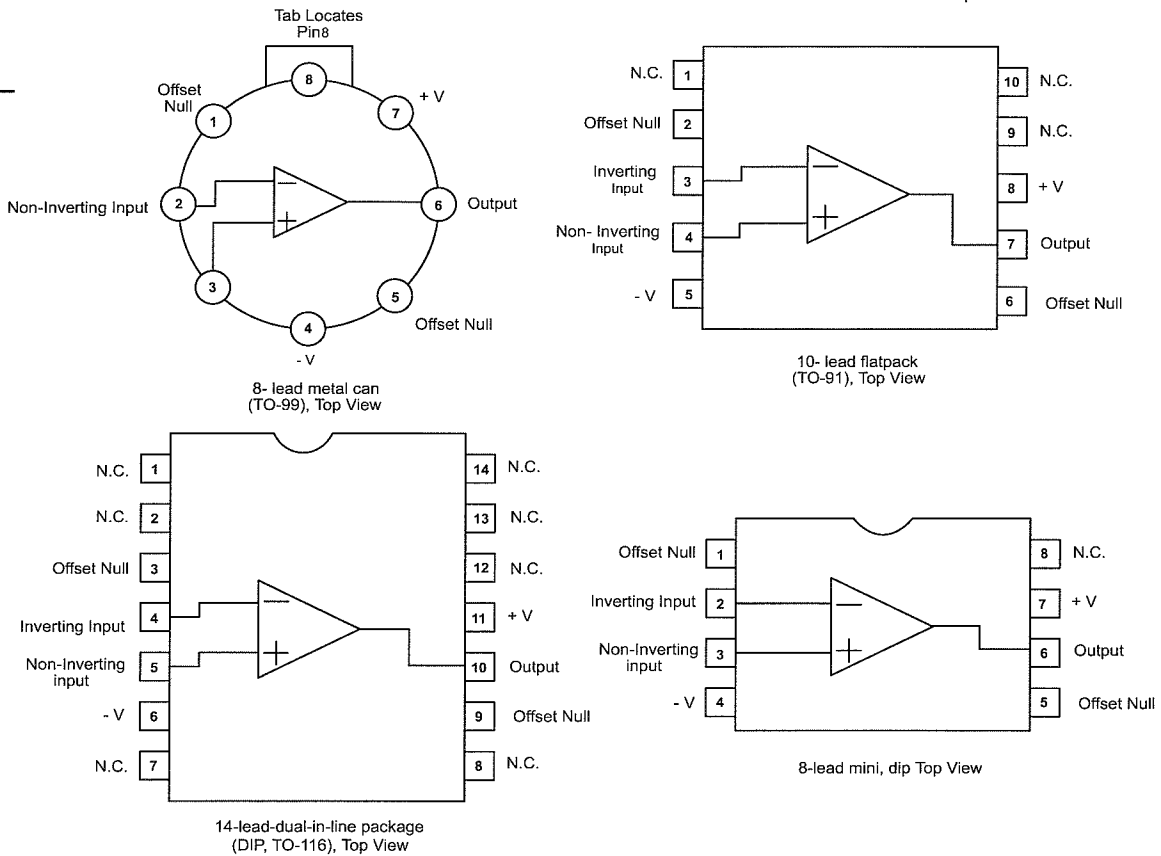 Tab Locates
Pin8
8
Offset
Null
1
7
+ V
Non-Inverting Input
2
−
+
6
Output
3
5
Offset Null
4
- V
8- lead metal can
(TO-99), Top View
N.C.
1
10
N.C.
Offset Null
2
9
N.C.
Inverting
Input
3
−
8
+ V
Non- Inverting
Input
4
+
7
Output
- V
5
6
Offset Null
10- lead flatpack
(TO-91), Top View
N.C.
1
14
N.C.
N.C.
2
13
N.C.
Offset Null
3
12
N.C.
Inverting Input
4
−
11
+ V
Non-Inverting
input
5
+
10
Output
- V
6
9
Offset Null
N.C.
7
8
N.C.
14-lead-dual-in-line package
(DIP, TO-116), Top View
Offset Null
1
8
N.C.
Inverting Input
2
−
7
+ V
Non-Inverting
input
3
+
6
Output
- V
4
5
Offset Null
8-lead mini, dip Top View